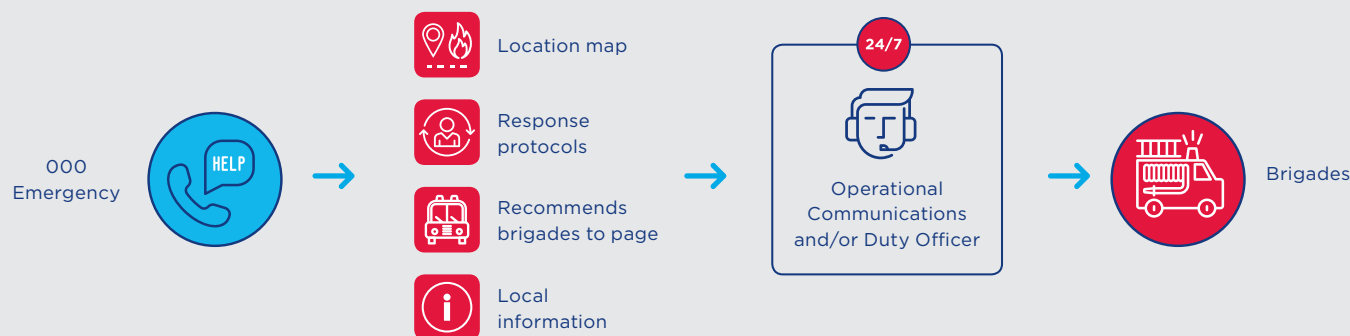 000
Emergency
HELP
Location map
Response
protocols
Recommends
brigades to page
i
Local
information
24/7
Operational
Communications
and/or Duty Officer
Brigades